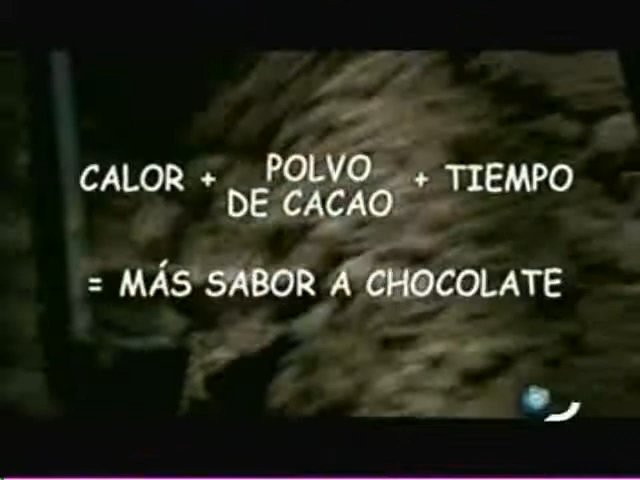 CALOR + POLVO DE CACAO + TIEMPO
= MÁS SABOR A CHOCOLATE